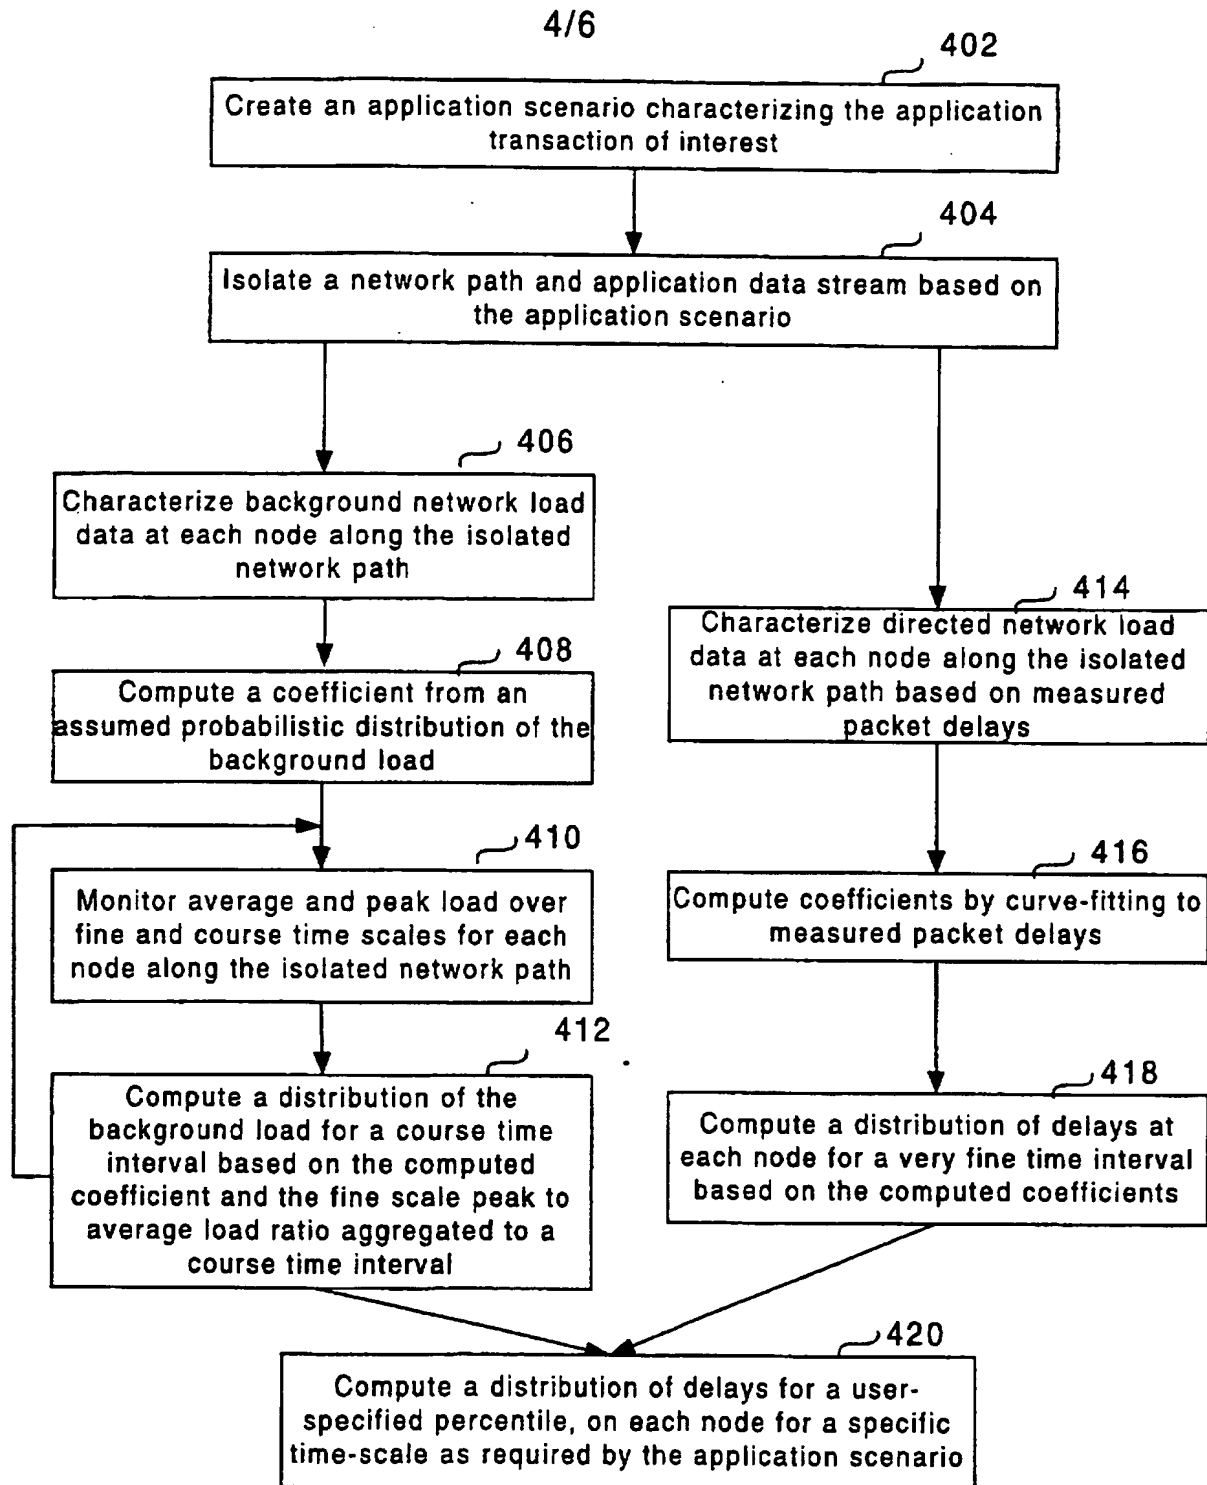 4/6
402
Create an application scenario characterizing the application
transaction of interest
404
Isolate a network path and application data stream based on
the application scenario
406
Characterize background network load
data at each node along the isolated
network path
408
Compute a coefficient from an
assumed probabilistic distribution of the
background load
410
Monitor average and peak load over
fine and course time scales for each
node along the isolated network path
412
Compute a distribution of the
background load for a course time
interval based on the computed
coefficient and the fine scale peak to
average load ratio aggregated to a
course time interval
414
Characterize directed network load
data at each node along the isolated
network path based on measured
packet delays
416
Compute coefficients by curve-fitting to
measured packet delays
418
Compute a distribution of delays at
each node for a very fine time interval
based on the computed coefficients
420
Compute a distribution of delays for a user-
specified percentile, on each node for a specific
time-scale as required by the application scenario